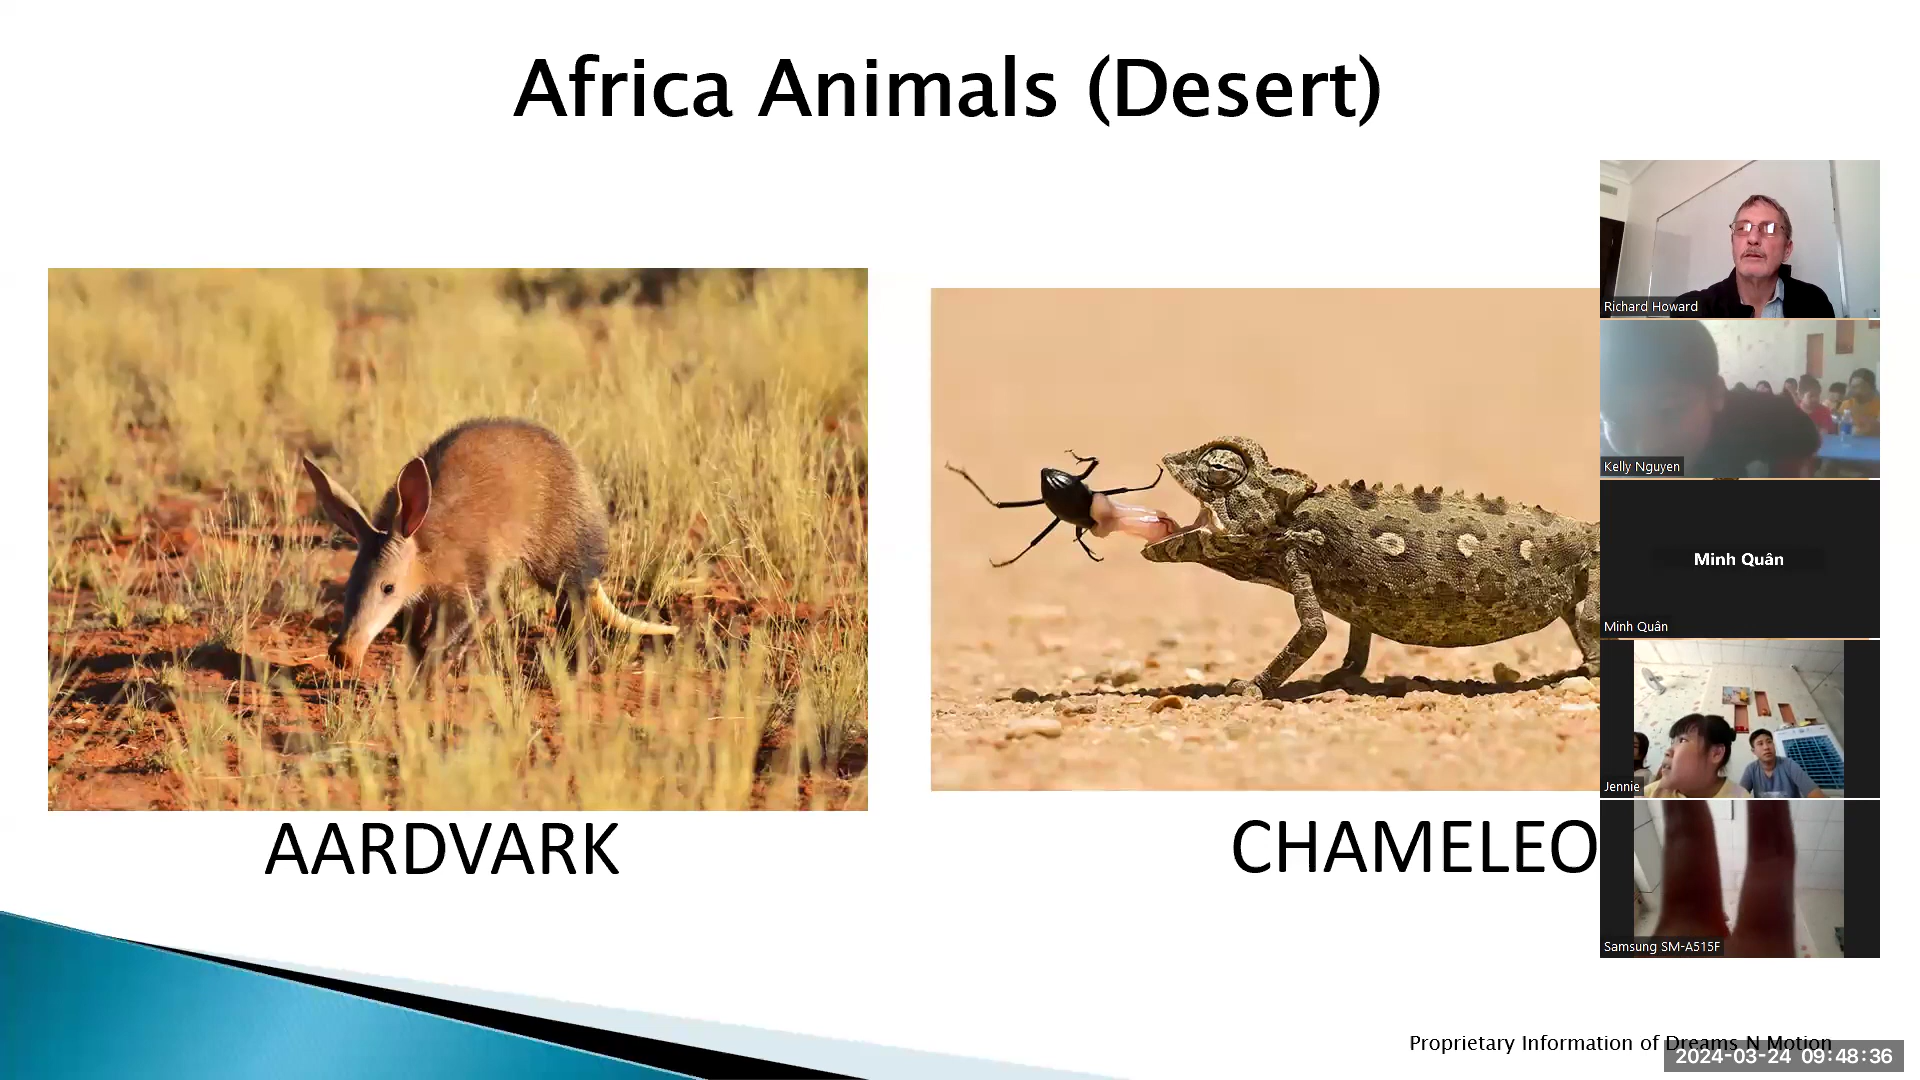 Africa Animals (Desert)
Richard Howard
Kelly Nguyen
Minh Quân
Minh Quân
Jennie
AARDVARK
CHAMELEO
Samsung SM-A515F
Proprietary Information of Dreams N Motion
2024-03-24 09:48:36